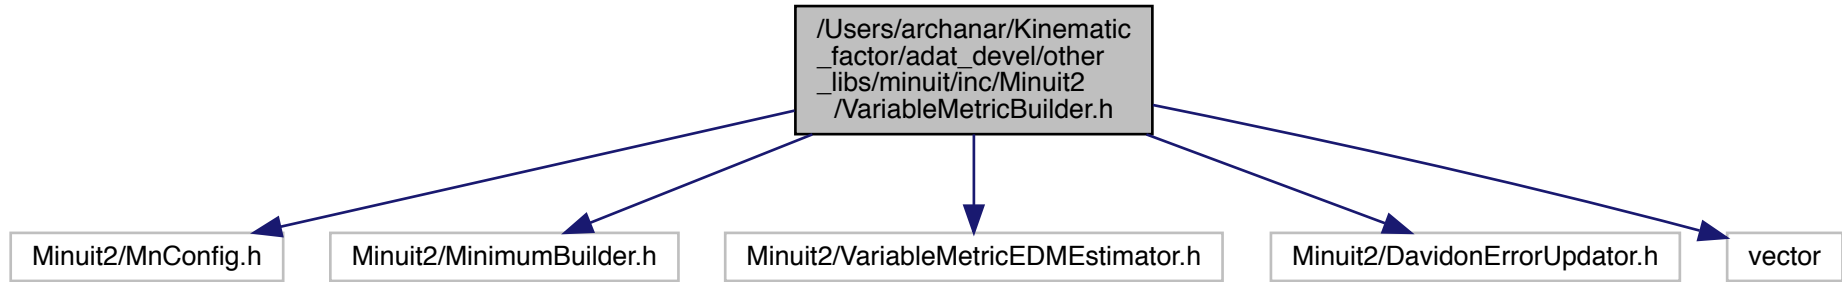 /Users/archanar/Kinematic
_factor/adat_devel/other
_libs/minuit/inc/Minuit2
/VariableMetricBuilder.h
Minuit2/MnConfig.h
Minuit2/MinimumBuilder.h
Minuit2/VariableMetricEDMEstimator.h
Minuit2/DavidonErrorUpdator.h
vector